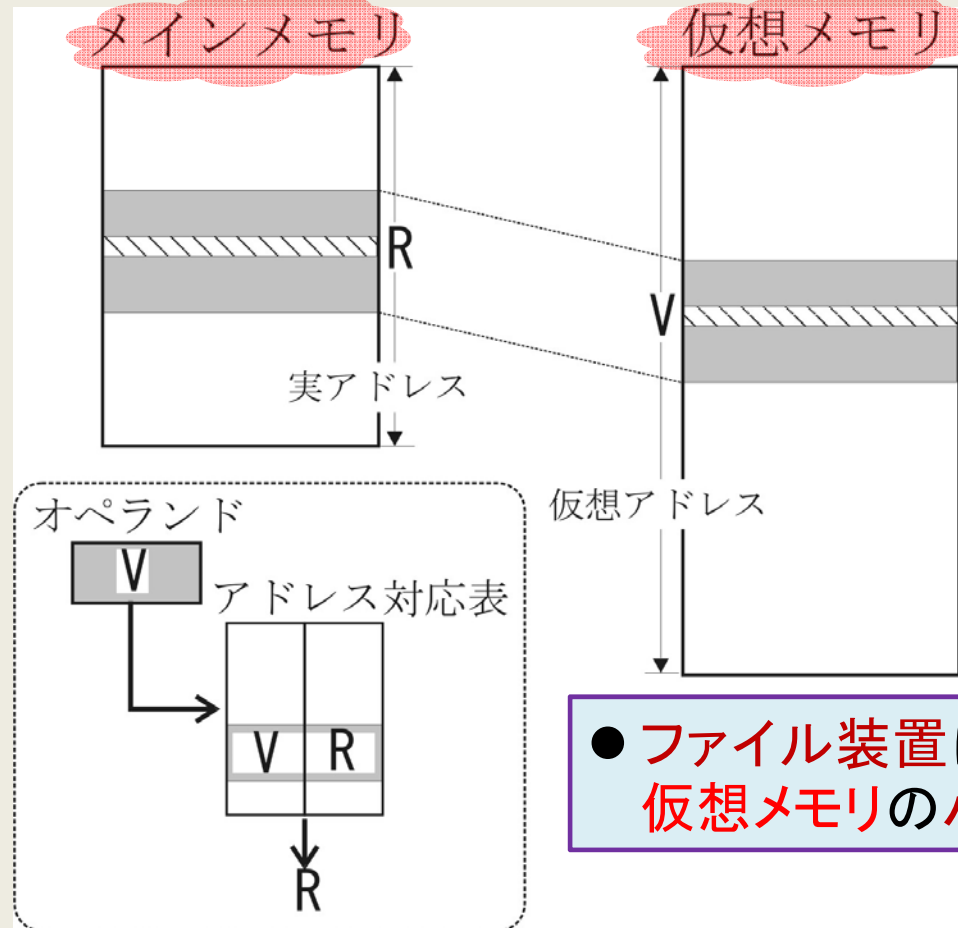 メインメモリ
仮想メモリ
R
V
実アドレス
仮想アドレス
オペランド
V
アドレス対応表
V R
R
● ファイル装置
仮想メモリの